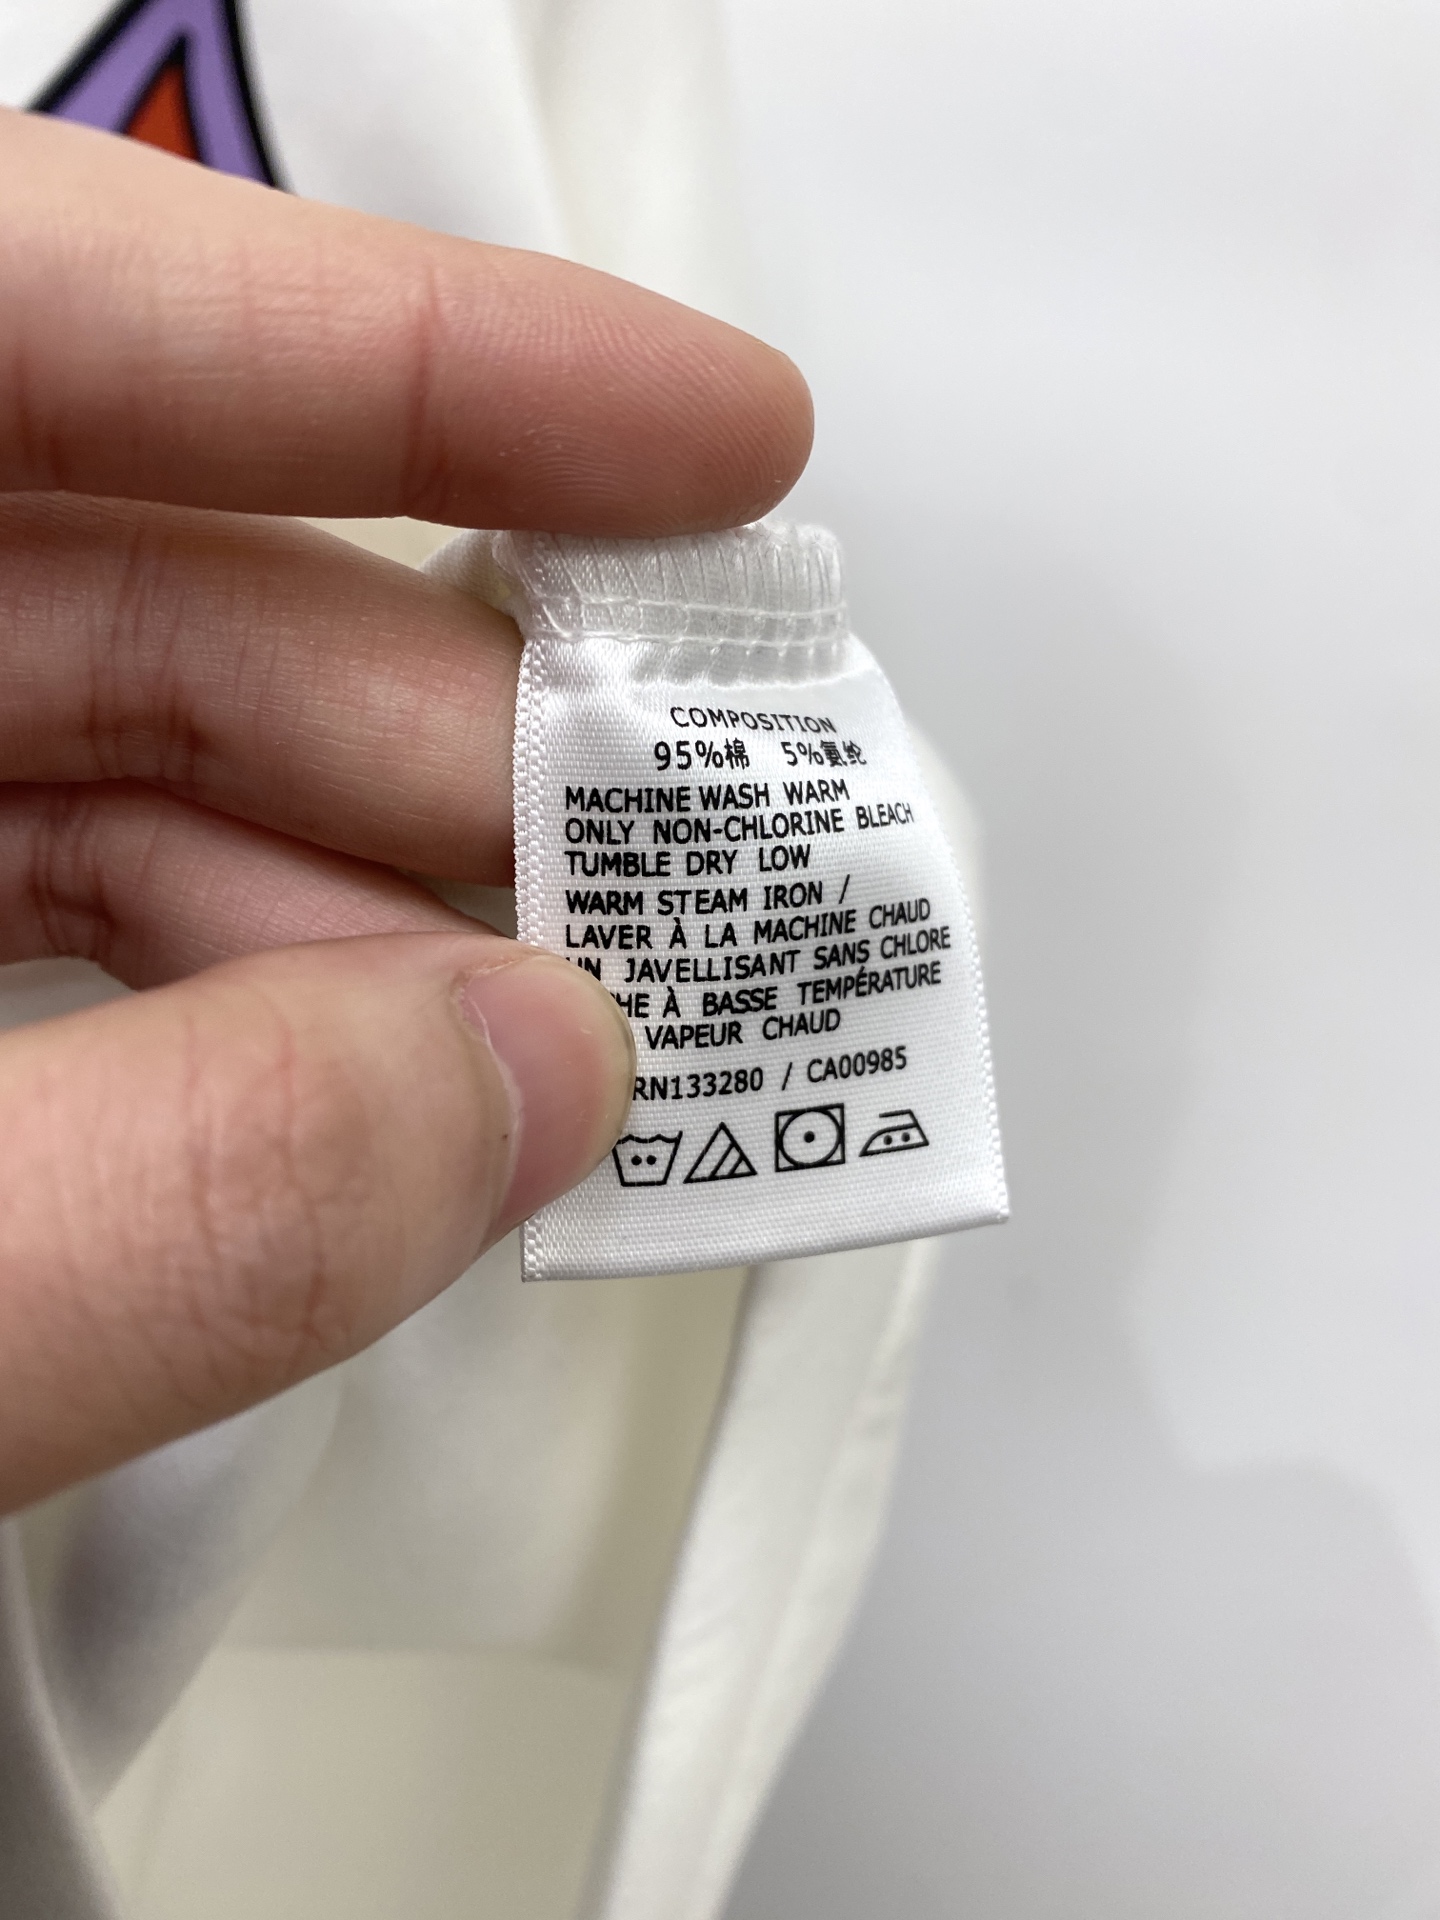 COMPOSITION
95%棉 5%氨纶
MACHINE WASH WARM
ONLY NON-CHLORINE BLEACH
TUMBLE DRY LOW
WARM STEAM IRON /
LAVER À LA MACHINE CHAUD
JAVELLISANT SANS CHLORE
À BASSE TEMPÉRATURE
VAPEUR CHAUD
RN133280 / CA00985